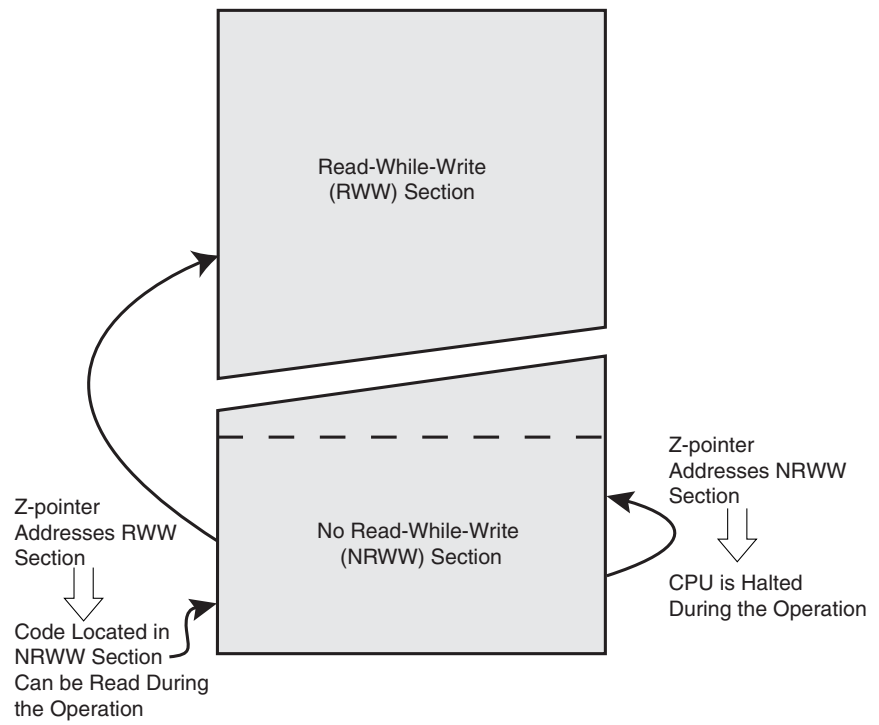 Read-While-Write
(RWW) Section
Z-pointer
Addresses NRWW
Section
Z-pointer
Addresses RWW
Section
No Read-While-Write
(NRWW) Section
CPU is Halted
During the Operation
Code Located in
NRWW Section
Can be Read During
the Operation